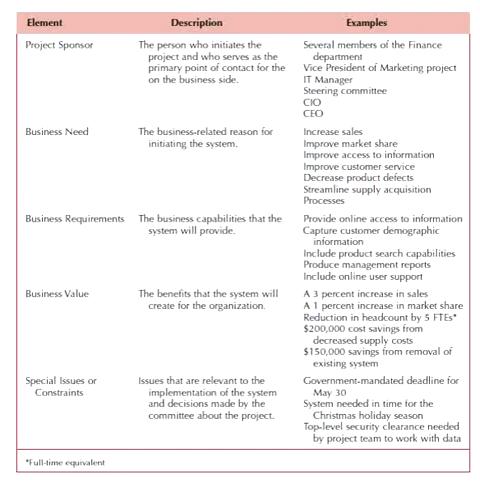 Element Description Examples
Project Sponsor The person who initiates the Several members of the Finance
project and who serves as the department
primary point of contact for the Vice President of Marketing project
on the business side. IT Manager
Steering committee
CIO
CEO
Business Need The business-related reason for Increase sales
initiating the system. Improve market share
Improve access to information
Improve customer service
Decrease product defects
Streamline supply acquisition
Processes
Business Requirements The business capabilities that the Provide online access to information
system will provide. Capture customer demographic
information
Include product search capabilities
Produce management reports
Include online user support
Business Value The benefits that the system will A 3 percent increase in sales
create for the organization. A 1 percent increase in market share
Reduction in headcount by 5 FTEs*
$200,000 cost savings from
decreased supply costs
$150,000 savings from removal of
existing system
Special Issues or Issues that are relevant to the Government-mandated deadline for
Constraints implementation of the system May 30
and decisions made by the System needed in time for the
committee about the project. Christmas holiday season
Top-level security clearance needed
by project team to work with data
*Full-time equivalent